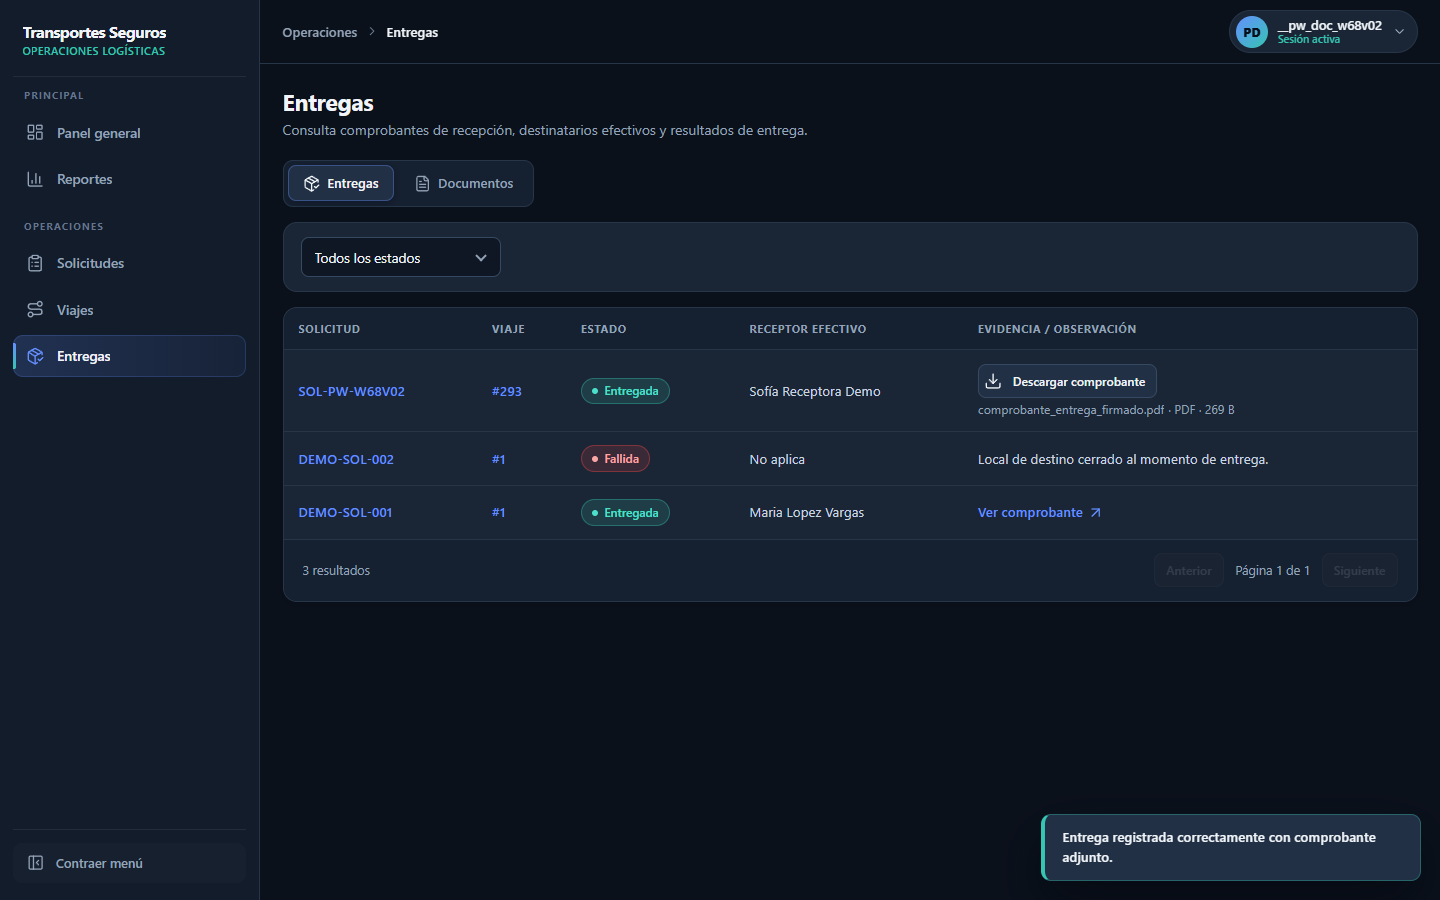 Transportes Seguros
OPERACIONES LOGÍSTICAS
PRINCIPAL
Panel general
Reportes
OPERACIONES
Solicitudes
Viajes
Entregas
Contraer menú
Operaciones > Entregas
PD
__pw_doc_w68v02
Sesión activa
Entregas
Consulta comprobantes de recepción, destinatarios efectivos y resultados de entrega.
Entregas Documentos
Todos los estados
SOLICITUD VIAJE ESTADO RECEPTOR EFECTIVO EVIDENCIA / OBSERVACIÓN
SOL-PW-W68V02 #293 Entregada Sofía Receptora Demo Descargar comprobante
comprobante_entrega_firmado.pdf · PDF · 269 B
DEMO-SOL-002 #1 Fallida No aplica Local de destino cerrado al momento de entrega.
DEMO-SOL-001 #1 Entregada Maria Lopez Vargas Ver comprobante
3 resultados Anterior Página 1 de 1 Siguiente
Entrega registrada correctamente con comprobante
adjunto.